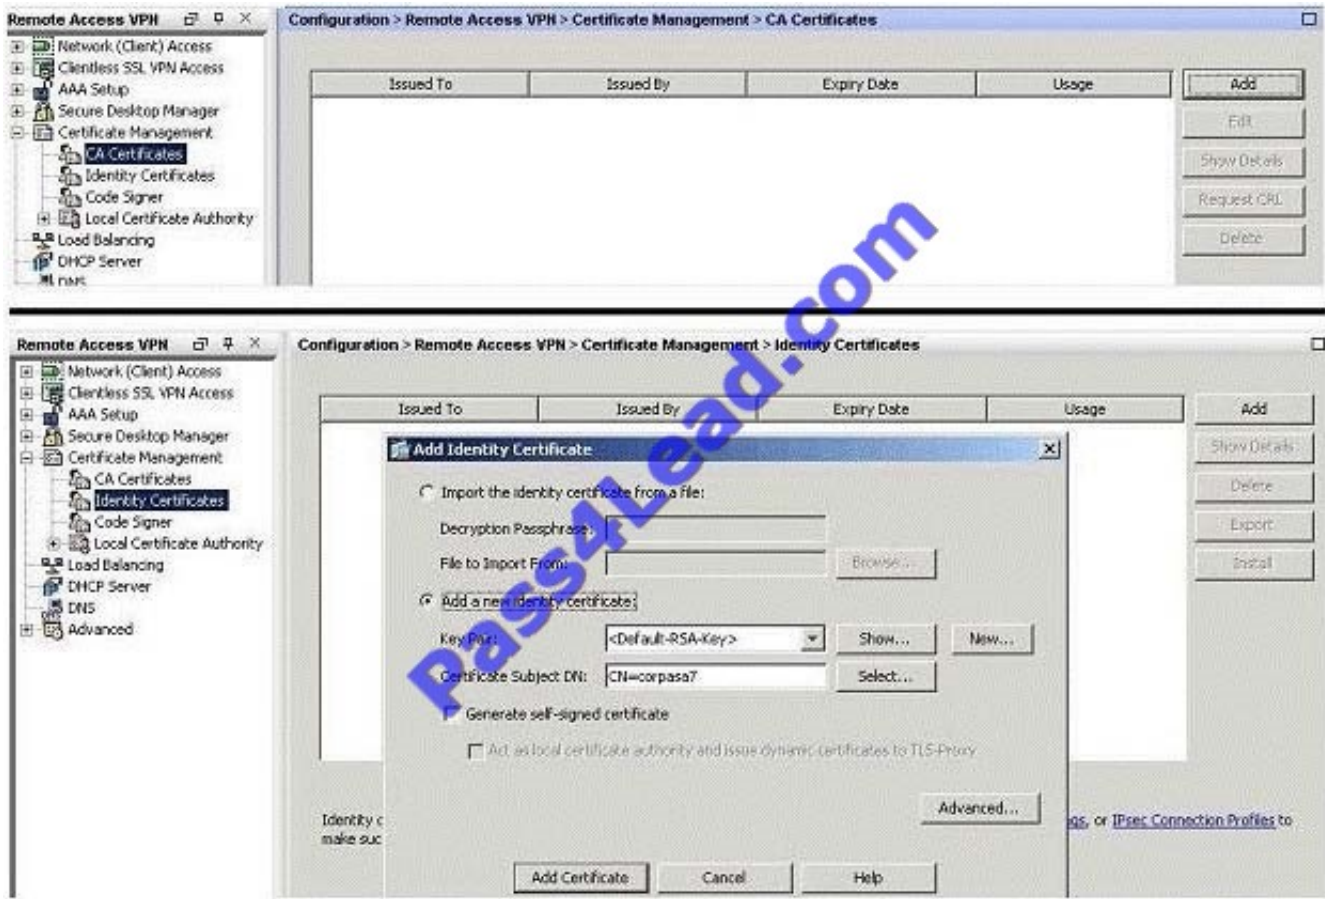 Remote Access VPN
Configuration > Remote Access VPN > Certificate Management > CA Certificates
Network (Client) Access
Clientless SSL VPN Access
AAA Setup
Secure Desktop Manager
Certificate Management
CA Certificates
Identity Certificates
Code Signer
Local Certificate Authority
Load Balancing
DHCP Server
DNS
Issued To
Issued By
Expiry Date
Usage
Add
Edit
Show Details
Request CRL
Delete
Pass4Lead.com
Remote Access VPN
Configuration > Remote Access VPN > Certificate Management > Identity Certificates
Network (Client) Access
Clientless SSL VPN Access
AAA Setup
Secure Desktop Manager
Certificate Management
CA Certificates
Identity Certificates
Code Signer
Local Certificate Authority
Load Balancing
DHCP Server
DNS
Advanced
Issued To
Issued By
Expiry Date
Usage
Add
Show Details
Delete
Export
Install
Add Identity Certificate
Import the identity certificate from a file:
Decryption Passphrase:
File to Import From:
Browse...
Add a new identity certificate:
Key Pair:
<Default-RSA-Key>
Show...
New...
Certificate Subject DN:
CN=corpasa7
Select...
Generate self-signed certificate
Act as local certificate authority and issue dynamic certificates to TLS-Proxy
Advanced...
Identity c
gs, or IPsec Connection Profiles to
make suc
Add Certificate
Cancel
Help